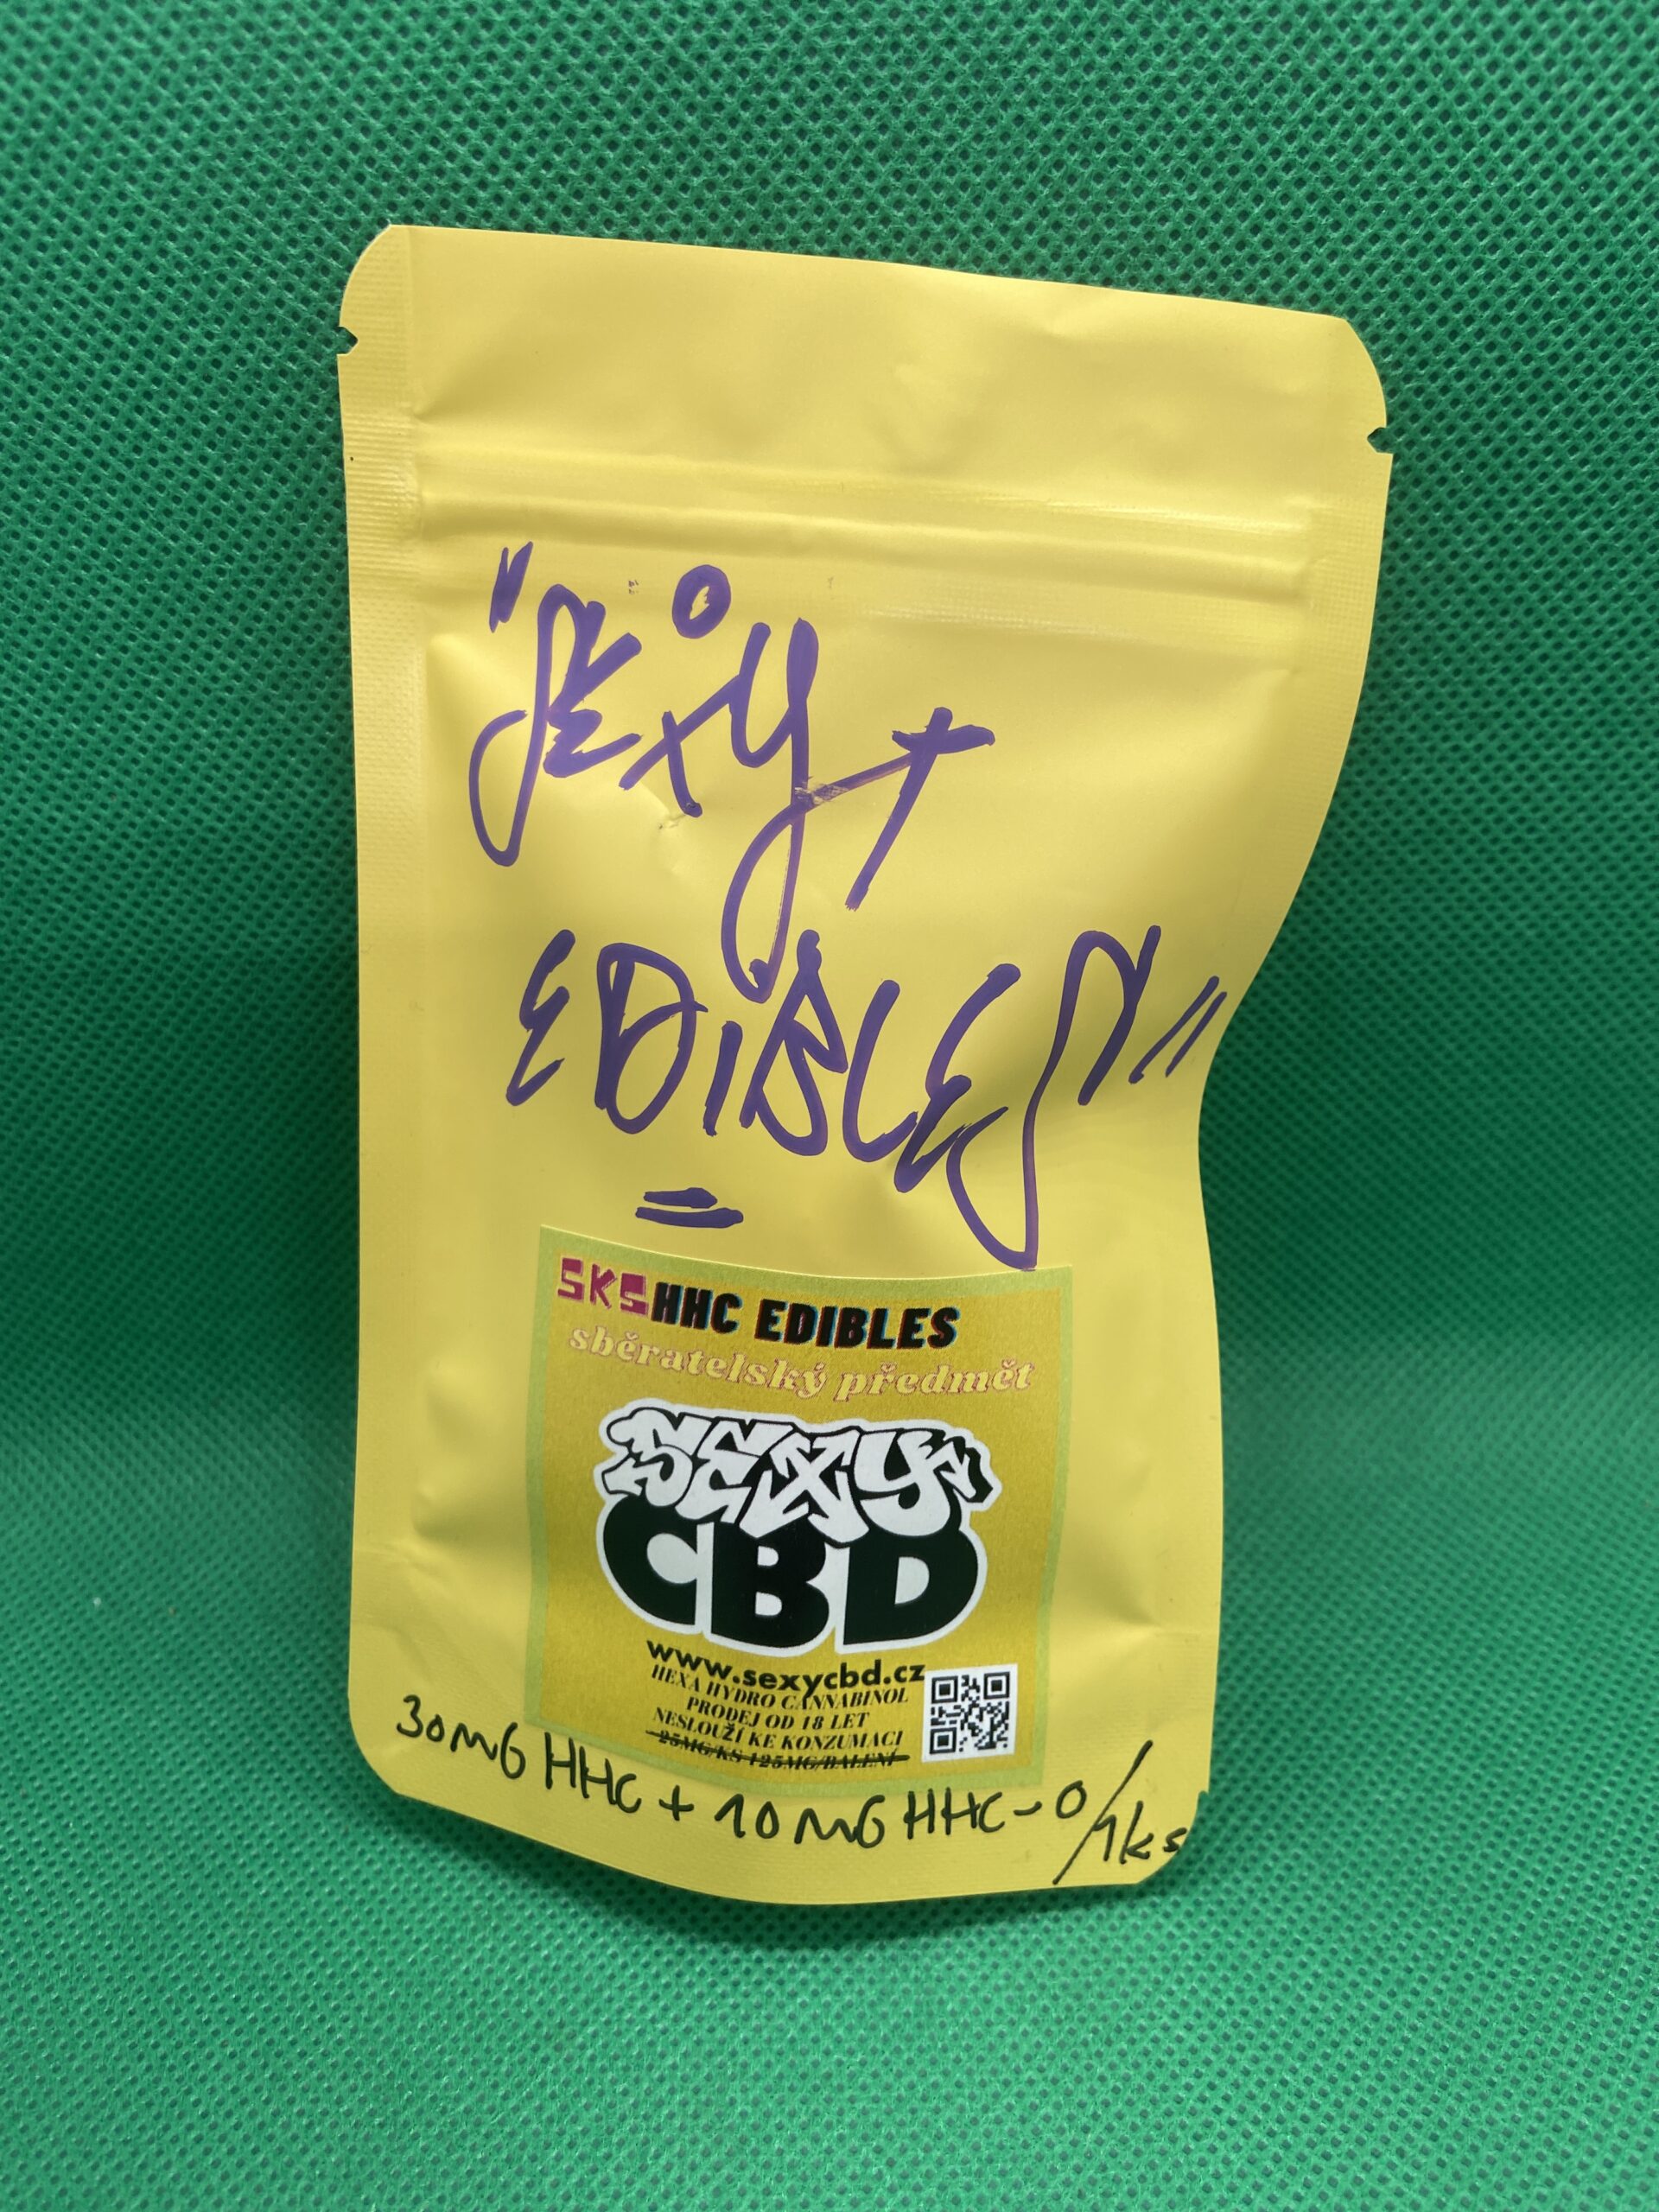 "SEXY
EDIBLES"
5KS HHC EDIBLES
sběratelský předmět
SEXY
CBD
www.sexycbd.cz
HEXA HYDRO CANNABINOL
PRODEJ OD 18 LET
NESLOUŽÍ KE KONZUMACI
25MG/KS 125MG/BALENÍ
30MG HHC + 10MG HHC-O/1ks